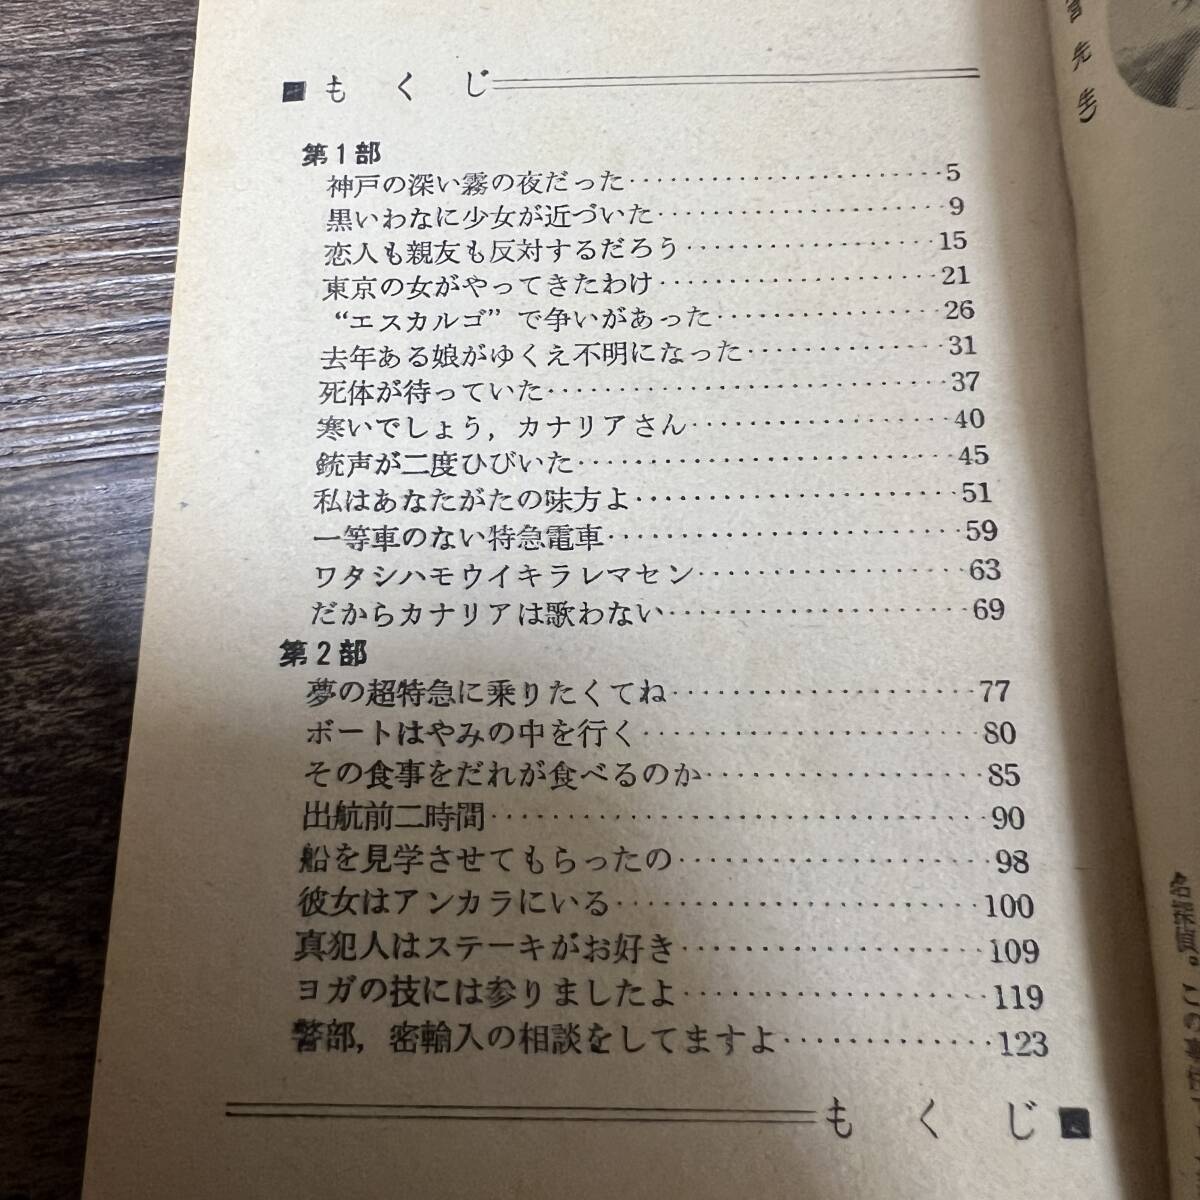 ■もくじ
第1部
神戸の深い霧の夜だった……………………5
黒いわなに少女が近づいた…………………9
恋人も親友も反対するだろう………………15
東京の女がやってきたわけ…………………21
“エスカルゴ”で争いがあった………………26
去年ある娘がゆくえ不明になった…………31
死体が待っていた……………………………37
寒いでしょう，カナリアさん………………40
銃声が二度ひびいた…………………………45
私はあなたがたの味方よ……………………51
一等車のない特急電車………………………59
ワタシハモウイキラレマセン………………63
だからカナリアは歌わない…………………69
第2部
夢の超特急に乗りたくてね…………………77
ボートはやみの中を行く……………………80
その食事をだれが食べるのか………………85
出航前二時間…………………………………90
船を見学させてもらったの…………………98
彼女はアンカラにいる………………………100
真犯人はステーキがお好き…………………109
ヨガの技には参りましたよ…………………119
警部，密輸入の相談をしてますよ…………123
もくじ■
先生）
名探偵。この事